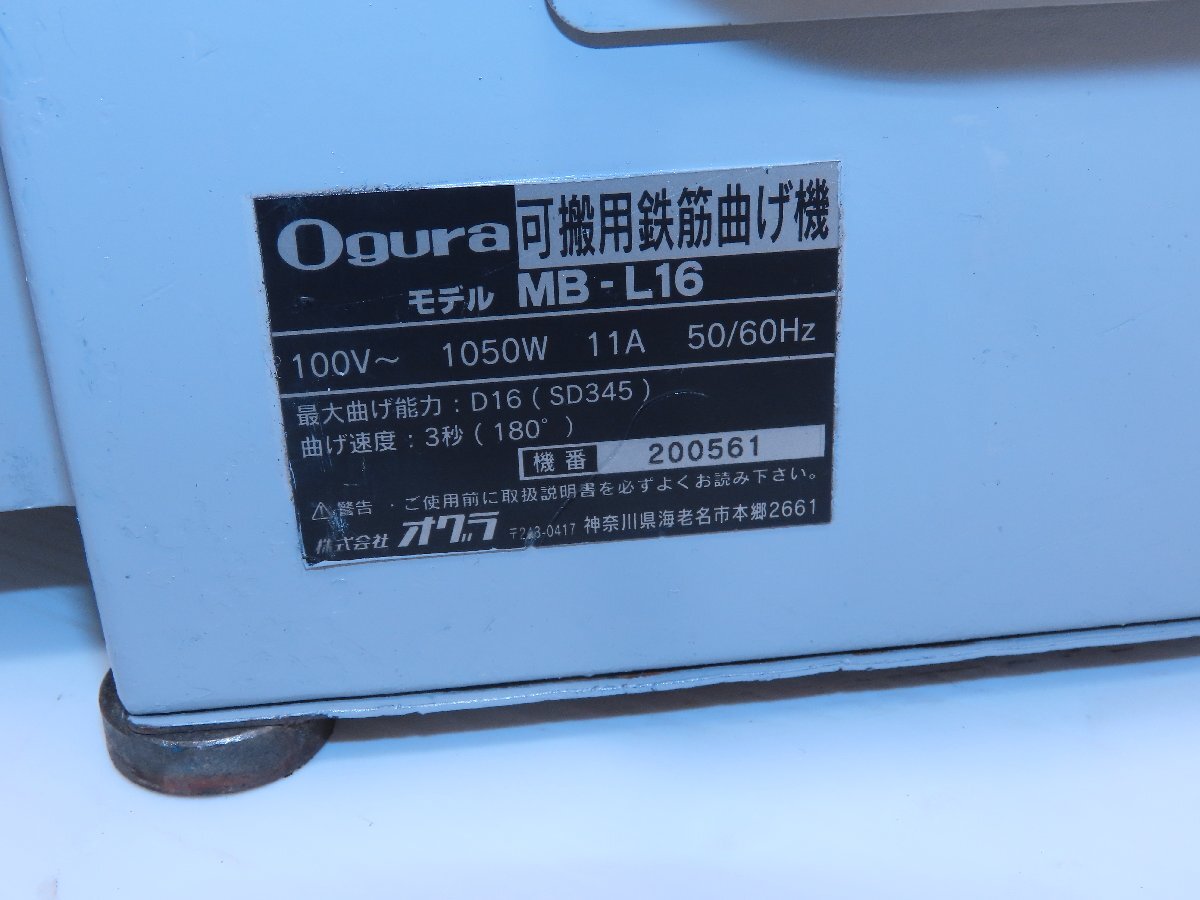 Ogura 可搬用鉄筋曲げ機
モデル MB-L16
100V～ 1050W 11A 50/60Hz
最大曲げ能力：D16（SD345）
曲げ速度：3秒（180°）
機番 200561
⚠警告・ご使用前に取扱説明書を必ずよくお読み下さい。
株式会社 オグラ 〒243-0417 神奈川県海老名市本郷2661